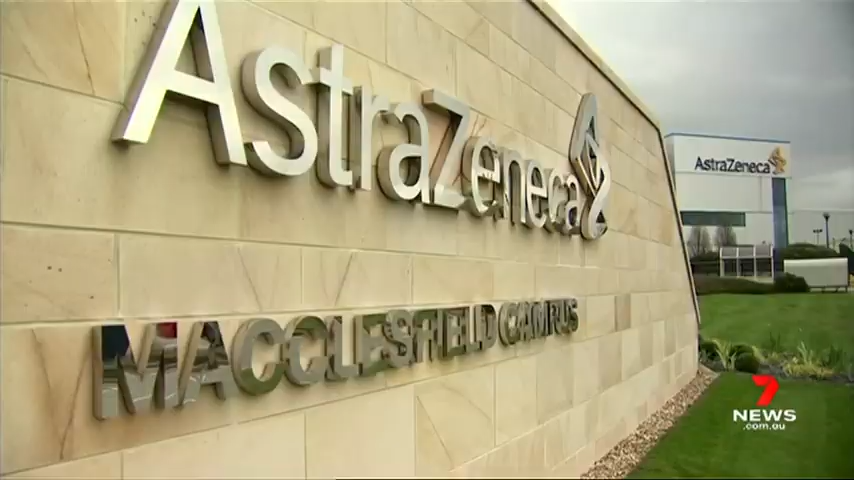 AstraZeneca
MACCLESFIELD CAMPUS
AstraZeneca
7
NEWS
.com.au